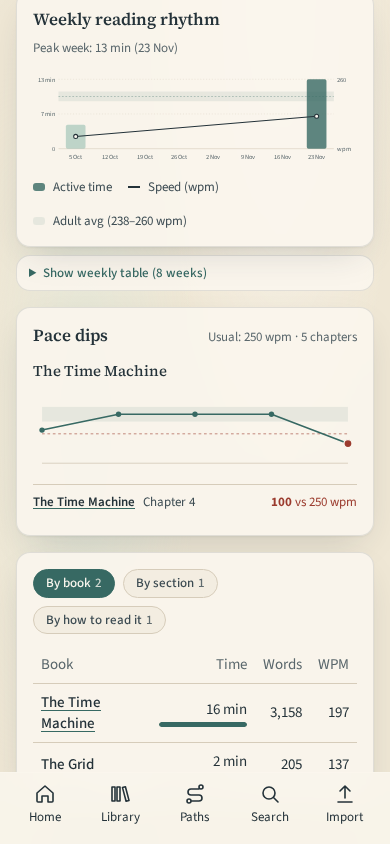 Weekly reading rhythm
Peak week: 13 min (23 Nov)
13 min
260
7 min
0
wpm
5 Oct 12 Oct 19 Oct 26 Oct 2 Nov 9 Nov 16 Nov 23 Nov
Active time Speed (wpm)
Adult avg (238–260 wpm)
Show weekly table (8 weeks)
Pace dips Usual: 250 wpm · 5 chapters
The Time Machine
The Time Machine Chapter 4 100 vs 250 wpm
By book 2 By section 1
By how to read it 1
Book Time Words WPM
The Time Machine 16 min 3,158 197
The Grid 2 min 205 137
Home Library Paths Search Import